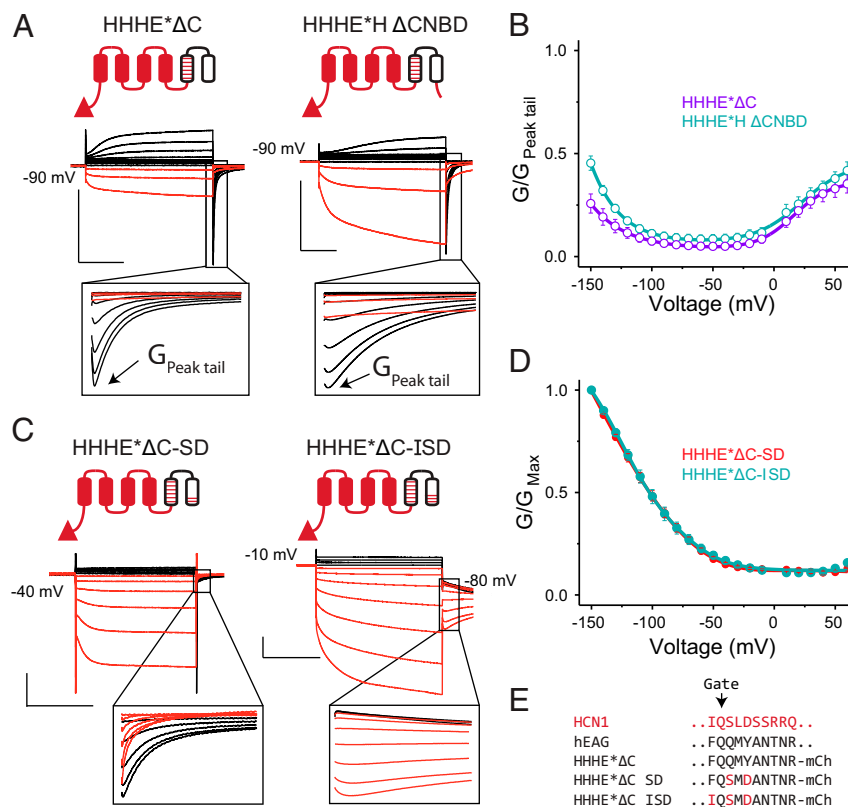 A
HHHE*ΔC
HHHE*H ΔCNBD
-90 mV
-90 mV
G Peak tail
G Peak tail
B
G/G Peak tail
1.0
0.5
0.0
HHHE*ΔC
HHHE*H ΔCNBD
-150
-100
-50
0
50
Voltage (mV)
C
HHHE*ΔC-SD
HHHE*ΔC-ISD
-40 mV
-10 mV
-80 mV
D
G/G Max
1.0
0.5
0.0
HHHE*ΔC-SD
HHHE*ΔC-ISD
-150
-100
-50
0
50
Voltage (mV)
E
Gate
HCN1 ..IQSLDSSRRQ..
hEAG ..FQQMYANTNR..
HHHE*ΔC ..FQQMYANTNR-mCh
HHHE*ΔC SD ..FQSMDANTNR-mCh
HHHE*ΔC ISD ..IQSMDANTNR-mCh